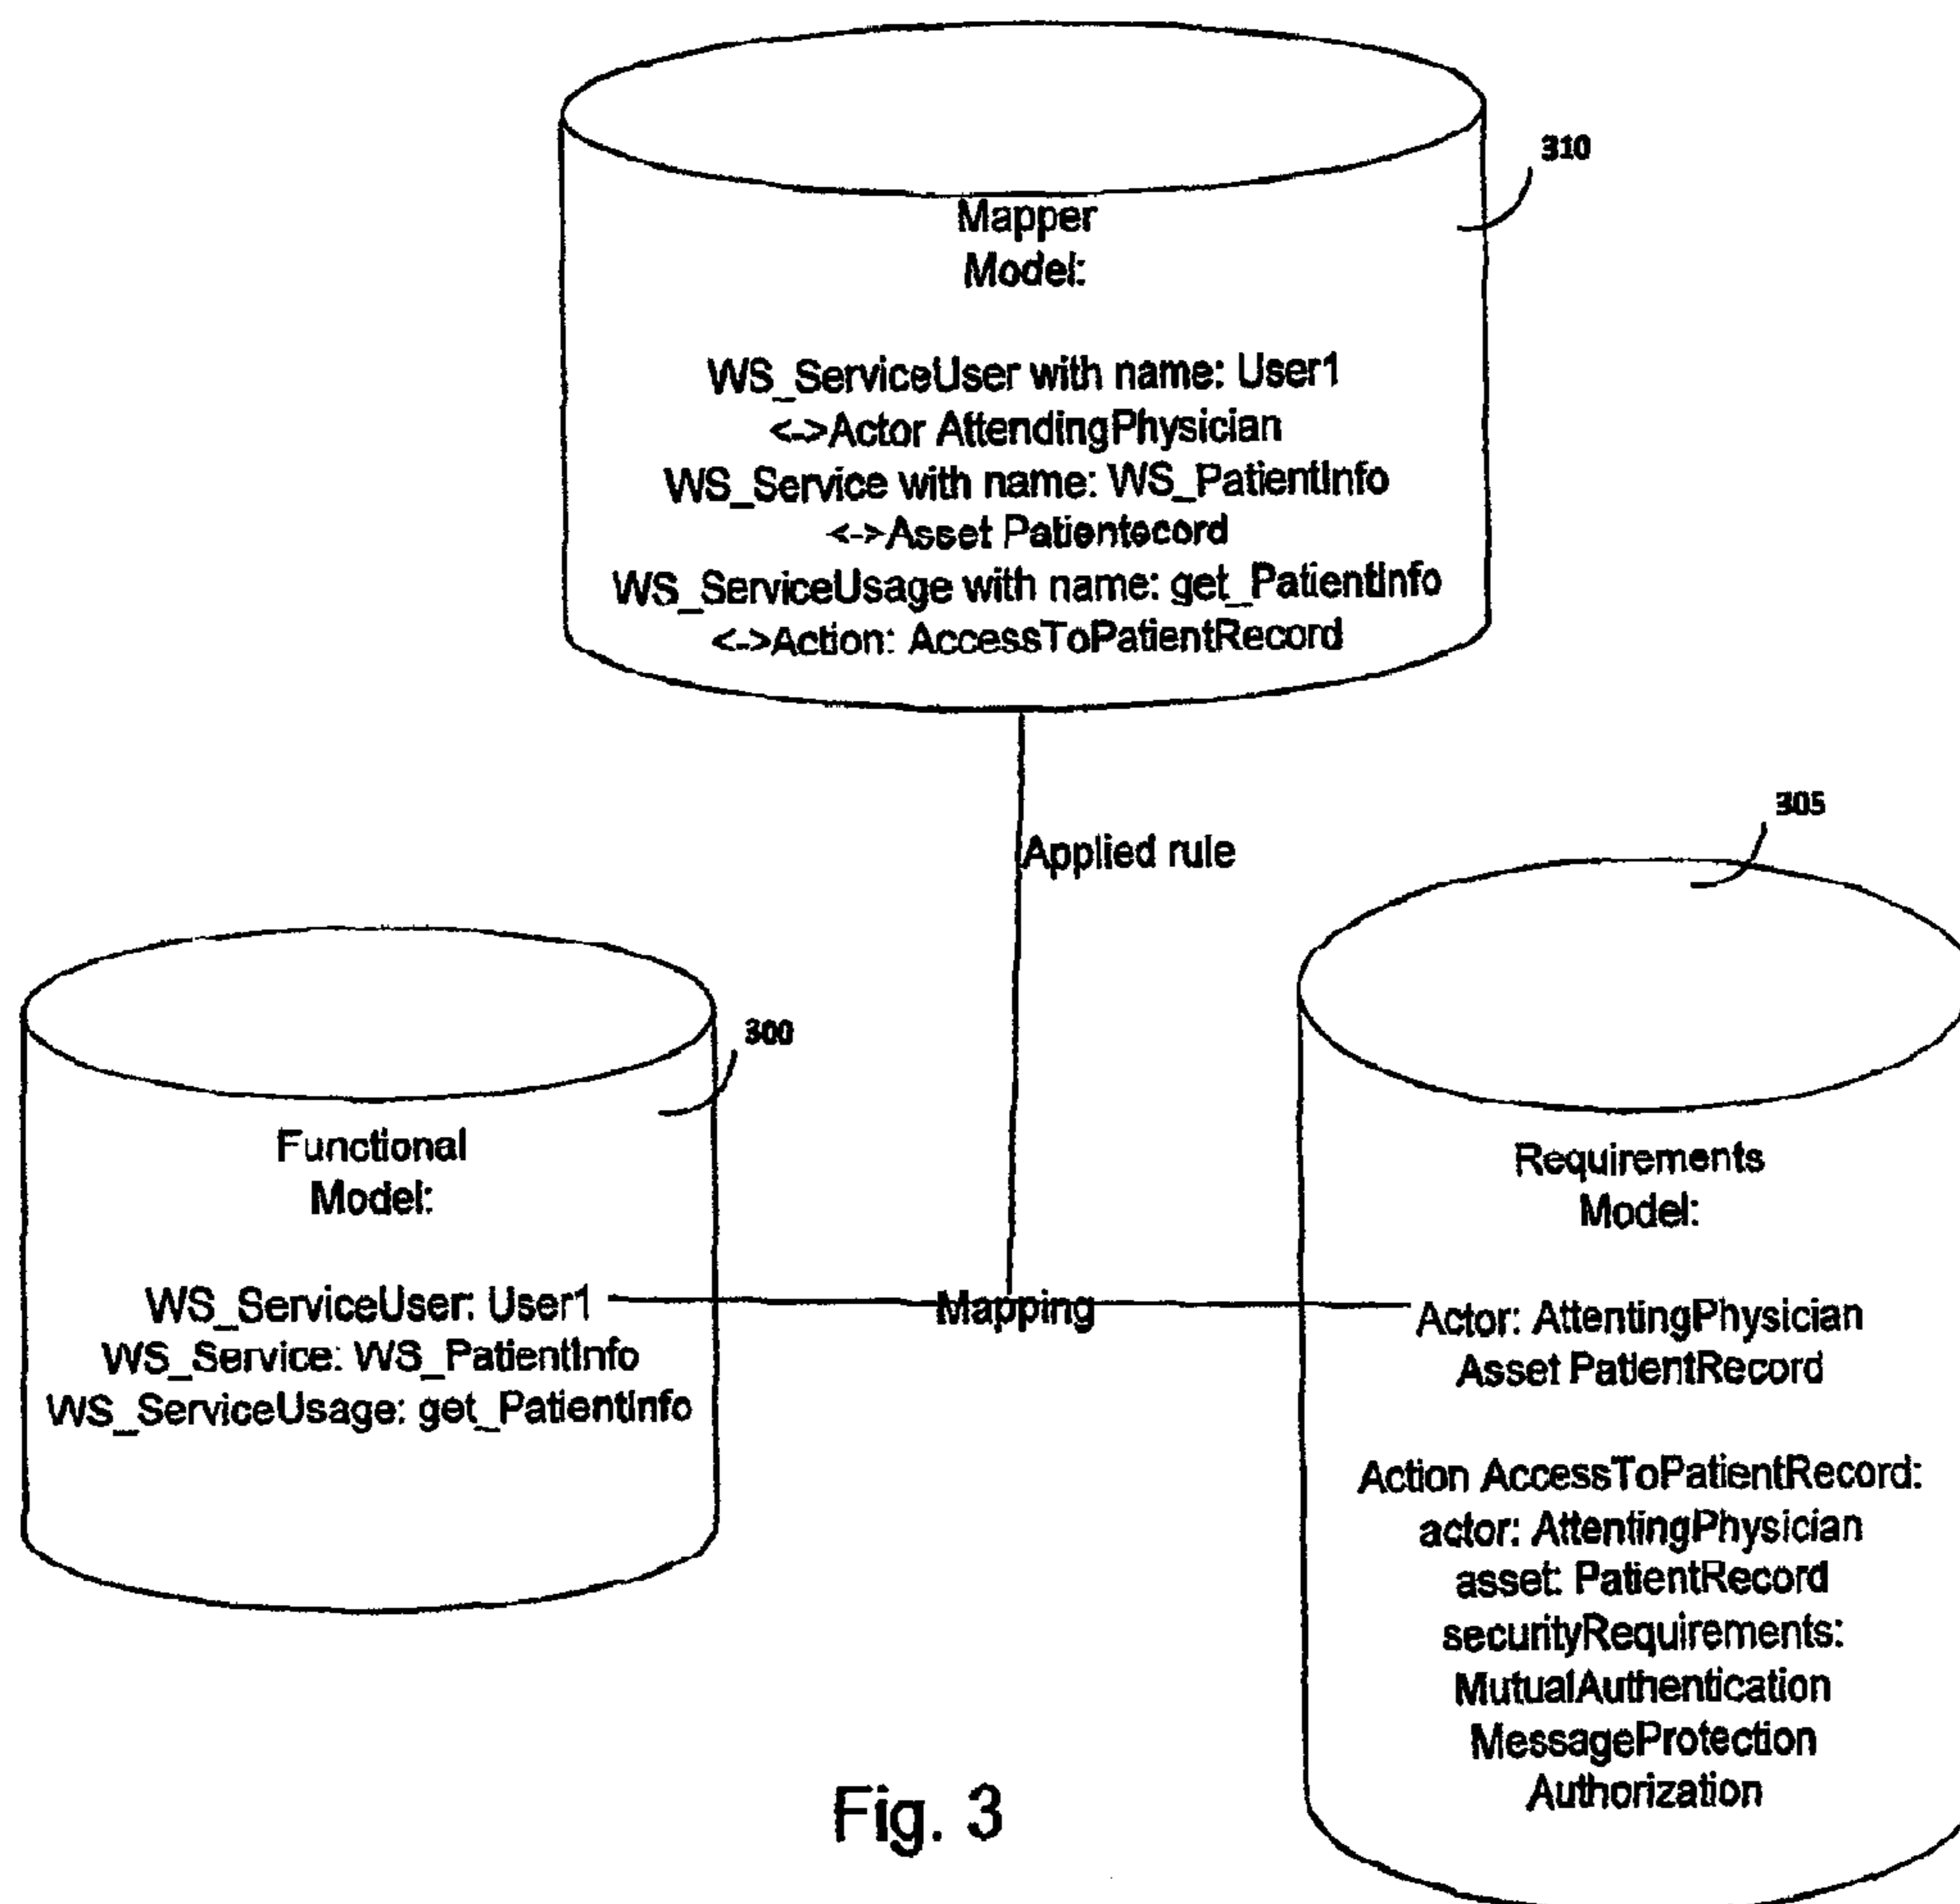 310
Mapper
Model:
WS_ServiceUser with name: User1
<->Actor AttendingPhysician
WS_Service with name: WS_PatientInfo
<->Asset Patientecord
WS_ServiceUsage with name: get_PatientInfo
<->Action: AccessToPatientRecord
Applied rule
305
300
Functional
Model:
WS_ServiceUser: User1
WS_Service: WS_PatientInfo
WS_ServiceUsage: get_PatientInfo
Mapping
Requirements
Model:
Actor: AttentingPhysician
Asset PatientRecord
Action AccessToPatientRecord:
actor: AttentingPhysician
asset: PatientRecord
securityRequirements:
MutualAuthentication
MessageProtection
Authorization
Fig. 3